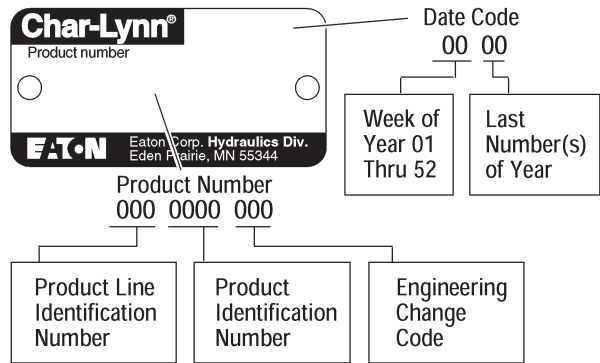 Char-Lynn®
Product number
EATON
Eaton Corp. Hydraulics Div.
Eden Prairie, MN 55344
Date Code
00 00
Week of
Year 01
Thru 52
Last
Number(s)
of Year
Product Number
000 0000 000
Product Line
Identification
Number
Product
Identification
Number
Engineering
Change
Code